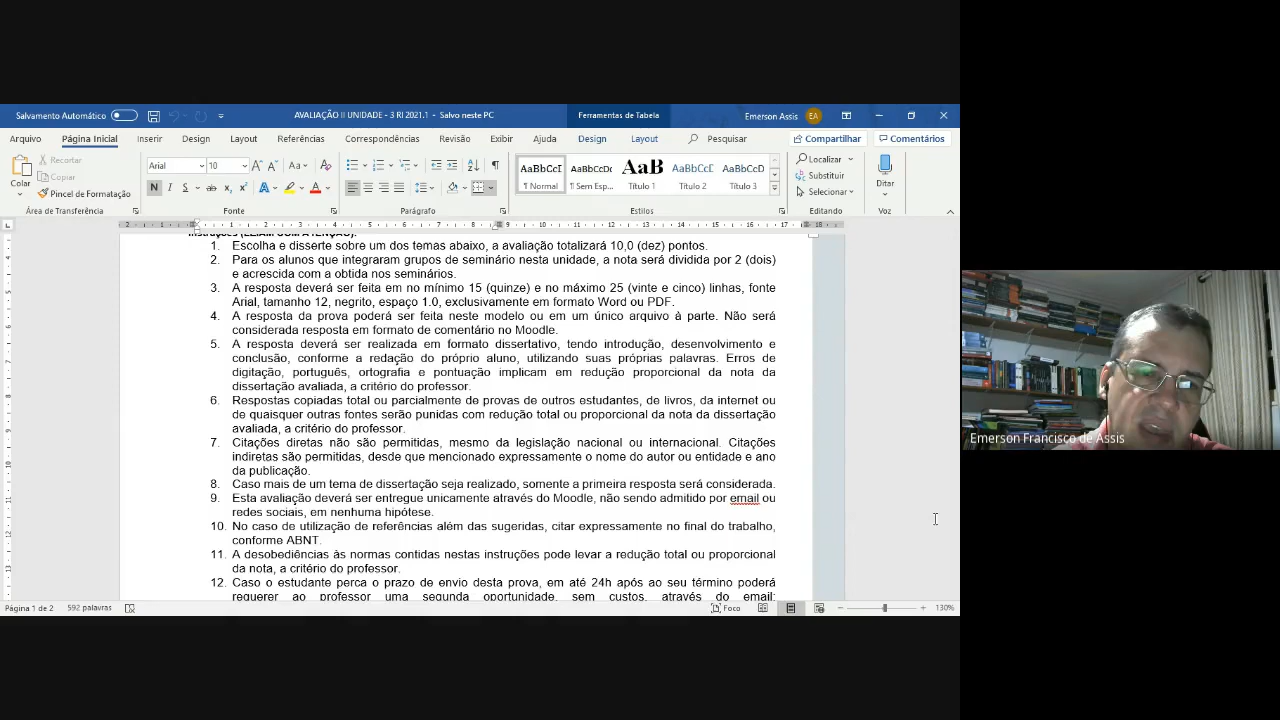 Salvamento Automático
AVALIAÇÃO II UNIDADE - 3 RI 2021.1 - Salvo neste PC
Ferramentas de Tabela
Emerson Assis
EA
Arquivo Página Inicial Inserir Design Layout Referências Correspondências Revisão Exibir Ajuda Design Layout Pesquisar Compartilhar Comentários
Colar
Recortar
Copiar
Pincel de Formatação
Área de Transferência
Arial 10
Fonte
Parágrafo
AaBbCcI AaBbCcDc AaB AaBbCcC AaBbCcD
¶ Normal ¶ Sem Esp... Título 1 Título 2 Título 3
Estilos
Localizar
Substituir
Selecionar
Editando
Ditar
Voz
Instruções (LEIAM COM ATENÇÃO):
1. Escolha e disserte sobre um dos temas abaixo, a avaliação totalizará 10,0 (dez) pontos.
2. Para os alunos que integraram grupos de seminário nesta unidade, a nota será dividida por 2 (dois)
e acrescida com a obtida nos seminários.
3. A resposta deverá ser feita em no mínimo 15 (quinze) e no máximo 25 (vinte e cinco) linhas, fonte
Arial, tamanho 12, negrito, espaço 1.0, exclusivamente em formato Word ou PDF.
4. A resposta da prova poderá ser feita neste modelo ou em um único arquivo à parte. Não será
considerada resposta em formato de comentário no Moodle.
5. A resposta deverá ser realizada em formato dissertativo, tendo introdução, desenvolvimento e
conclusão, conforme a redação do próprio aluno, utilizando suas próprias palavras. Erros de
digitação, português, ortografia e pontuação implicam em redução proporcional da nota da
dissertação avaliada, a critério do professor.
6. Respostas copiadas total ou parcialmente de provas de outros estudantes, de livros, da internet ou
de quaisquer outras fontes serão punidas com redução total ou proporcional da nota da dissertação
avaliada, a critério do professor.
7. Citações diretas não são permitidas, mesmo da legislação nacional ou internacional. Citações
indiretas são permitidas, desde que mencionado expressamente o nome do autor ou entidade e ano
da publicação.
8. Caso mais de um tema de dissertação seja realizado, somente a primeira resposta será considerada.
9. Esta avaliação deverá ser entregue unicamente através do Moodle, não sendo admitido por email ou
redes sociais, em nenhuma hipótese.
10. No caso de utilização de referências além das sugeridas, citar expressamente no final do trabalho,
conforme ABNT.
11. A desobediências às normas contidas nestas instruções pode levar a redução total ou proporcional
da nota, a critério do professor.
12. Caso o estudante perca o prazo de envio desta prova, em até 24h após ao seu término poderá
requerer ao professor uma segunda oportunidade, sem custos, através do email:
Página 1 de 2 592 palavras
Foco
130%
Emerson Francisco de Assis